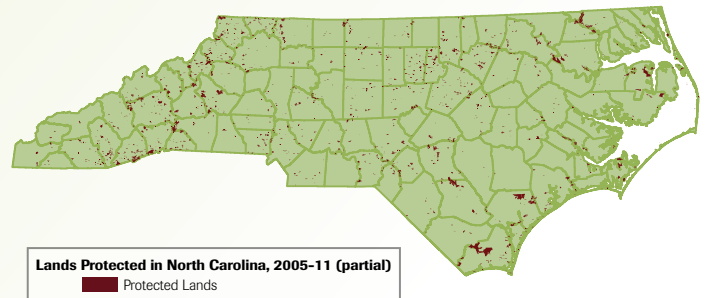 Lands Protected in North Carolina, 2005-11 (partial)
Protected Lands